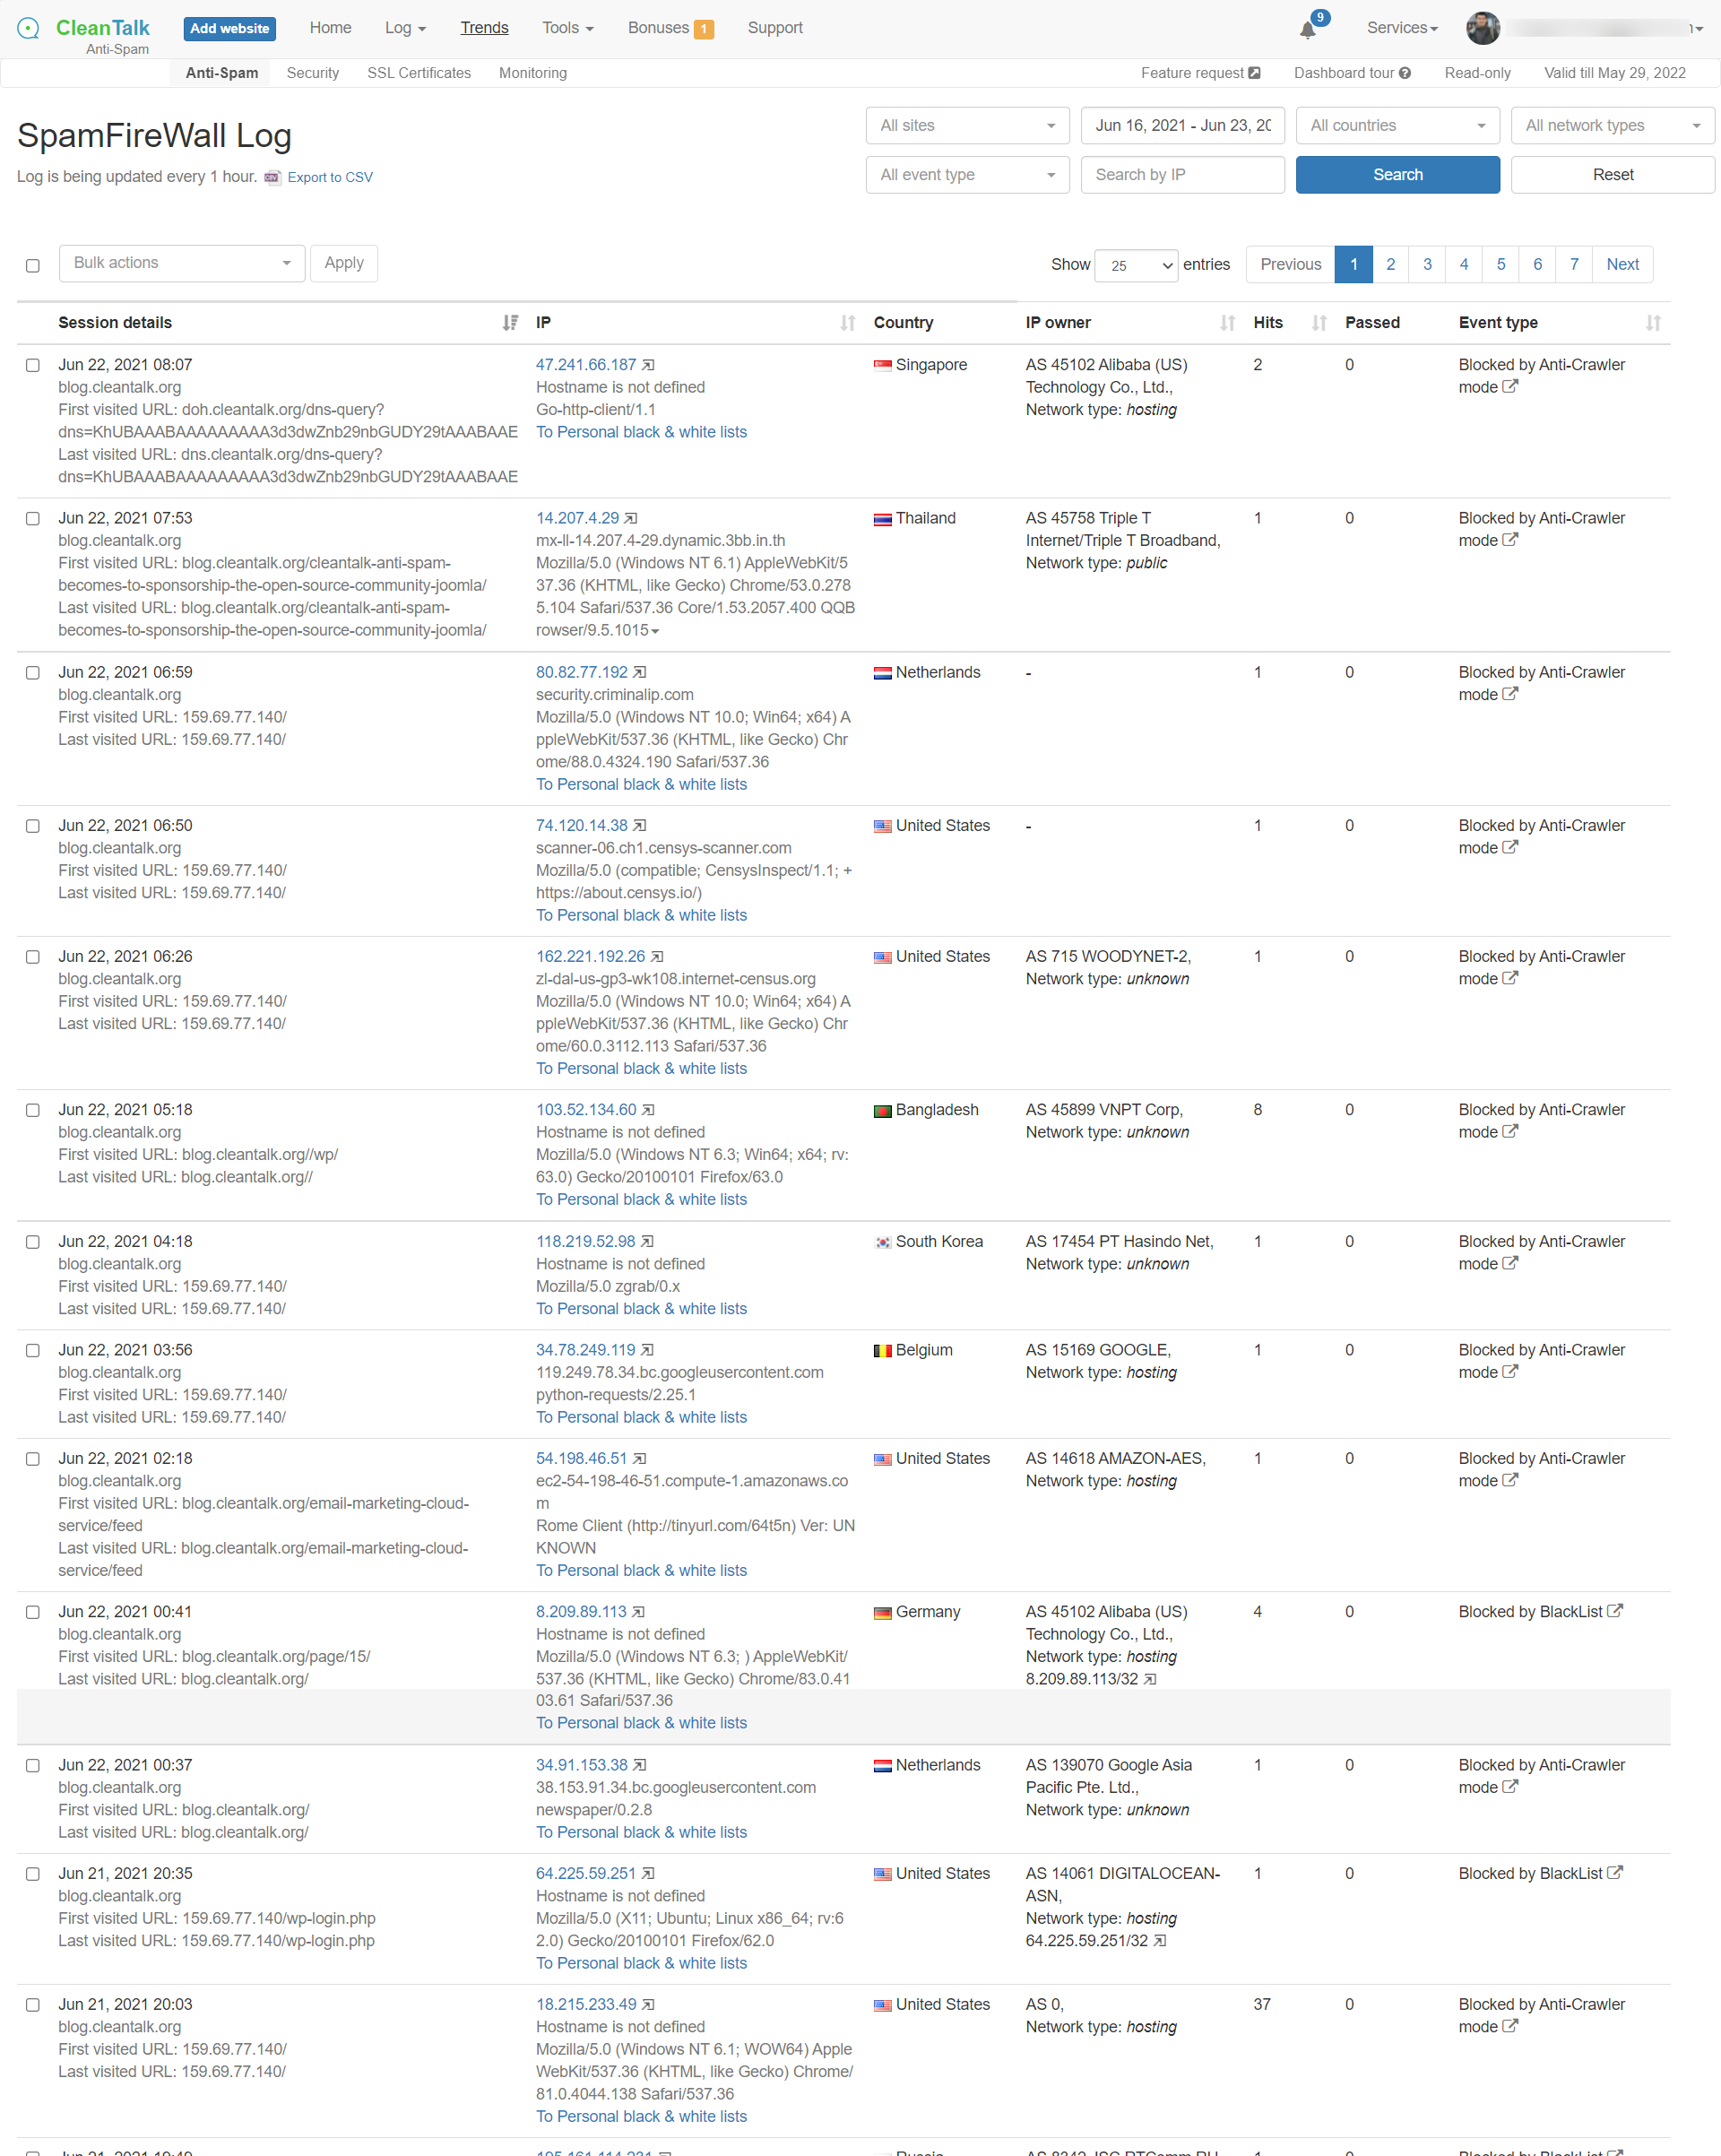 CleanTalk
Anti-Spam
Add website
Home
Log
Trends
Tools
Bonuses 1
Support
9
Services
Anti-Spam
Security
SSL Certificates
Monitoring
Feature request
Dashboard tour
Read-only
Valid till May 29, 2022
SpamFireWall Log
Log is being updated every 1 hour. CSV Export to CSV
All sites
Jun 16, 2021 - Jun 23, 20
All countries
All network types
All event type
Search by IP
Search
Reset
Bulk actions
Apply
Show 25 entries
Previous 1 2 3 4 5 6 7 Next
Session details IP Country IP owner Hits Passed Event type
Jun 22, 2021 08:07
blog.cleantalk.org
First visited URL: doh.cleantalk.org/dns-query?
dns=KhUBAAABAAAAAAAAA3d3dwZnb29nbGUDY29tAAABAAE
Last visited URL: dns.cleantalk.org/dns-query?
dns=KhUBAAABAAAAAAAAA3d3dwZnb29nbGUDY29tAAABAAE
47.241.66.187
Hostname is not defined
Go-http-client/1.1
To Personal black & white lists
Singapore
AS 45102 Alibaba (US)
Technology Co., Ltd.,
Network type: hosting
2
0
Blocked by Anti-Crawler
mode
Jun 22, 2021 07:53
blog.cleantalk.org
First visited URL: blog.cleantalk.org/cleantalk-anti-spam-
becomes-to-sponsorship-the-open-source-community-joomla/
Last visited URL: blog.cleantalk.org/cleantalk-anti-spam-
becomes-to-sponsorship-the-open-source-community-joomla/
14.207.4.29
mx-ll-14.207.4-29.dynamic.3bb.in.th
Mozilla/5.0 (Windows NT 6.1) AppleWebKit/5
37.36 (KHTML, like Gecko) Chrome/53.0.278
5.104 Safari/537.36 Core/1.53.2057.400 QQB
rowser/9.5.1015
Thailand
AS 45758 Triple T
Internet/Triple T Broadband,
Network type: public
1
0
Blocked by Anti-Crawler
mode
Jun 22, 2021 06:59
blog.cleantalk.org
First visited URL: 159.69.77.140/
Last visited URL: 159.69.77.140/
80.82.77.192
security.criminalip.com
Mozilla/5.0 (Windows NT 10.0; Win64; x64) A
ppleWebKit/537.36 (KHTML, like Gecko) Chr
ome/88.0.4324.190 Safari/537.36
To Personal black & white lists
Netherlands
-
1
0
Blocked by Anti-Crawler
mode
Jun 22, 2021 06:50
blog.cleantalk.org
First visited URL: 159.69.77.140/
Last visited URL: 159.69.77.140/
74.120.14.38
scanner-06.ch1.censys-scanner.com
Mozilla/5.0 (compatible; CensysInspect/1.1; +
https://about.censys.io/)
To Personal black & white lists
United States
-
1
0
Blocked by Anti-Crawler
mode
Jun 22, 2021 06:26
blog.cleantalk.org
First visited URL: 159.69.77.140/
Last visited URL: 159.69.77.140/
162.221.192.26
zl-dal-us-gp3-wk108.internet-census.org
Mozilla/5.0 (Windows NT 10.0; Win64; x64) A
ppleWebKit/537.36 (KHTML, like Gecko) Chr
ome/60.0.3112.113 Safari/537.36
To Personal black & white lists
United States
AS 715 WOODYNET-2,
Network type: unknown
1
0
Blocked by Anti-Crawler
mode
Jun 22, 2021 05:18
blog.cleantalk.org
First visited URL: blog.cleantalk.org//wp/
Last visited URL: blog.cleantalk.org//
103.52.134.60
Hostname is not defined
Mozilla/5.0 (Windows NT 6.3; Win64; x64; rv:
63.0) Gecko/20100101 Firefox/63.0
To Personal black & white lists
Bangladesh
AS 45899 VNPT Corp,
Network type: unknown
8
0
Blocked by Anti-Crawler
mode
Jun 22, 2021 04:18
blog.cleantalk.org
First visited URL: 159.69.77.140/
Last visited URL: 159.69.77.140/
118.219.52.98
Hostname is not defined
Mozilla/5.0 zgrab/0.x
To Personal black & white lists
South Korea
AS 17454 PT Hasindo Net,
Network type: unknown
1
0
Blocked by Anti-Crawler
mode
Jun 22, 2021 03:56
blog.cleantalk.org
First visited URL: 159.69.77.140/
Last visited URL: 159.69.77.140/
34.78.249.119
119.249.78.34.bc.googleusercontent.com
python-requests/2.25.1
To Personal black & white lists
Belgium
AS 15169 GOOGLE,
Network type: hosting
1
0
Blocked by Anti-Crawler
mode
Jun 22, 2021 02:18
blog.cleantalk.org
First visited URL: blog.cleantalk.org/email-marketing-cloud-
service/feed
Last visited URL: blog.cleantalk.org/email-marketing-cloud-
service/feed
54.198.46.51
ec2-54-198-46-51.compute-1.amazonaws.co
m
Rome Client (http://tinyurl.com/64t5n) Ver: UN
KNOWN
To Personal black & white lists
United States
AS 14618 AMAZON-AES,
Network type: hosting
1
0
Blocked by Anti-Crawler
mode
Jun 22, 2021 00:41
blog.cleantalk.org
First visited URL: blog.cleantalk.org/page/15/
Last visited URL: blog.cleantalk.org/
8.209.89.113
Hostname is not defined
Mozilla/5.0 (Windows NT 6.3; ) AppleWebKit/
537.36 (KHTML, like Gecko) Chrome/83.0.41
03.61 Safari/537.36
To Personal black & white lists
Germany
AS 45102 Alibaba (US)
Technology Co., Ltd.,
Network type: hosting
8.209.89.113/32
4
0
Blocked by BlackList
Jun 22, 2021 00:37
blog.cleantalk.org
First visited URL: blog.cleantalk.org/
Last visited URL: blog.cleantalk.org/
34.91.153.38
38.153.91.34.bc.googleusercontent.com
newspaper/0.2.8
To Personal black & white lists
Netherlands
AS 139070 Google Asia
Pacific Pte. Ltd.,
Network type: unknown
1
0
Blocked by Anti-Crawler
mode
Jun 21, 2021 20:35
blog.cleantalk.org
First visited URL: 159.69.77.140/wp-login.php
Last visited URL: 159.69.77.140/wp-login.php
64.225.59.251
Hostname is not defined
Mozilla/5.0 (X11; Ubuntu; Linux x86_64; rv:6
2.0) Gecko/20100101 Firefox/62.0
To Personal black & white lists
United States
AS 14061 DIGITALOCEAN-
ASN,
Network type: hosting
64.225.59.251/32
1
0
Blocked by BlackList
Jun 21, 2021 20:03
blog.cleantalk.org
First visited URL: 159.69.77.140/
Last visited URL: 159.69.77.140/
18.215.233.49
Hostname is not defined
Mozilla/5.0 (Windows NT 6.1; WOW64) Apple
WebKit/537.36 (KHTML, like Gecko) Chrome/
81.0.4044.138 Safari/537.36
To Personal black & white lists
United States
AS 0,
Network type: hosting
37
0
Blocked by Anti-Crawler
mode